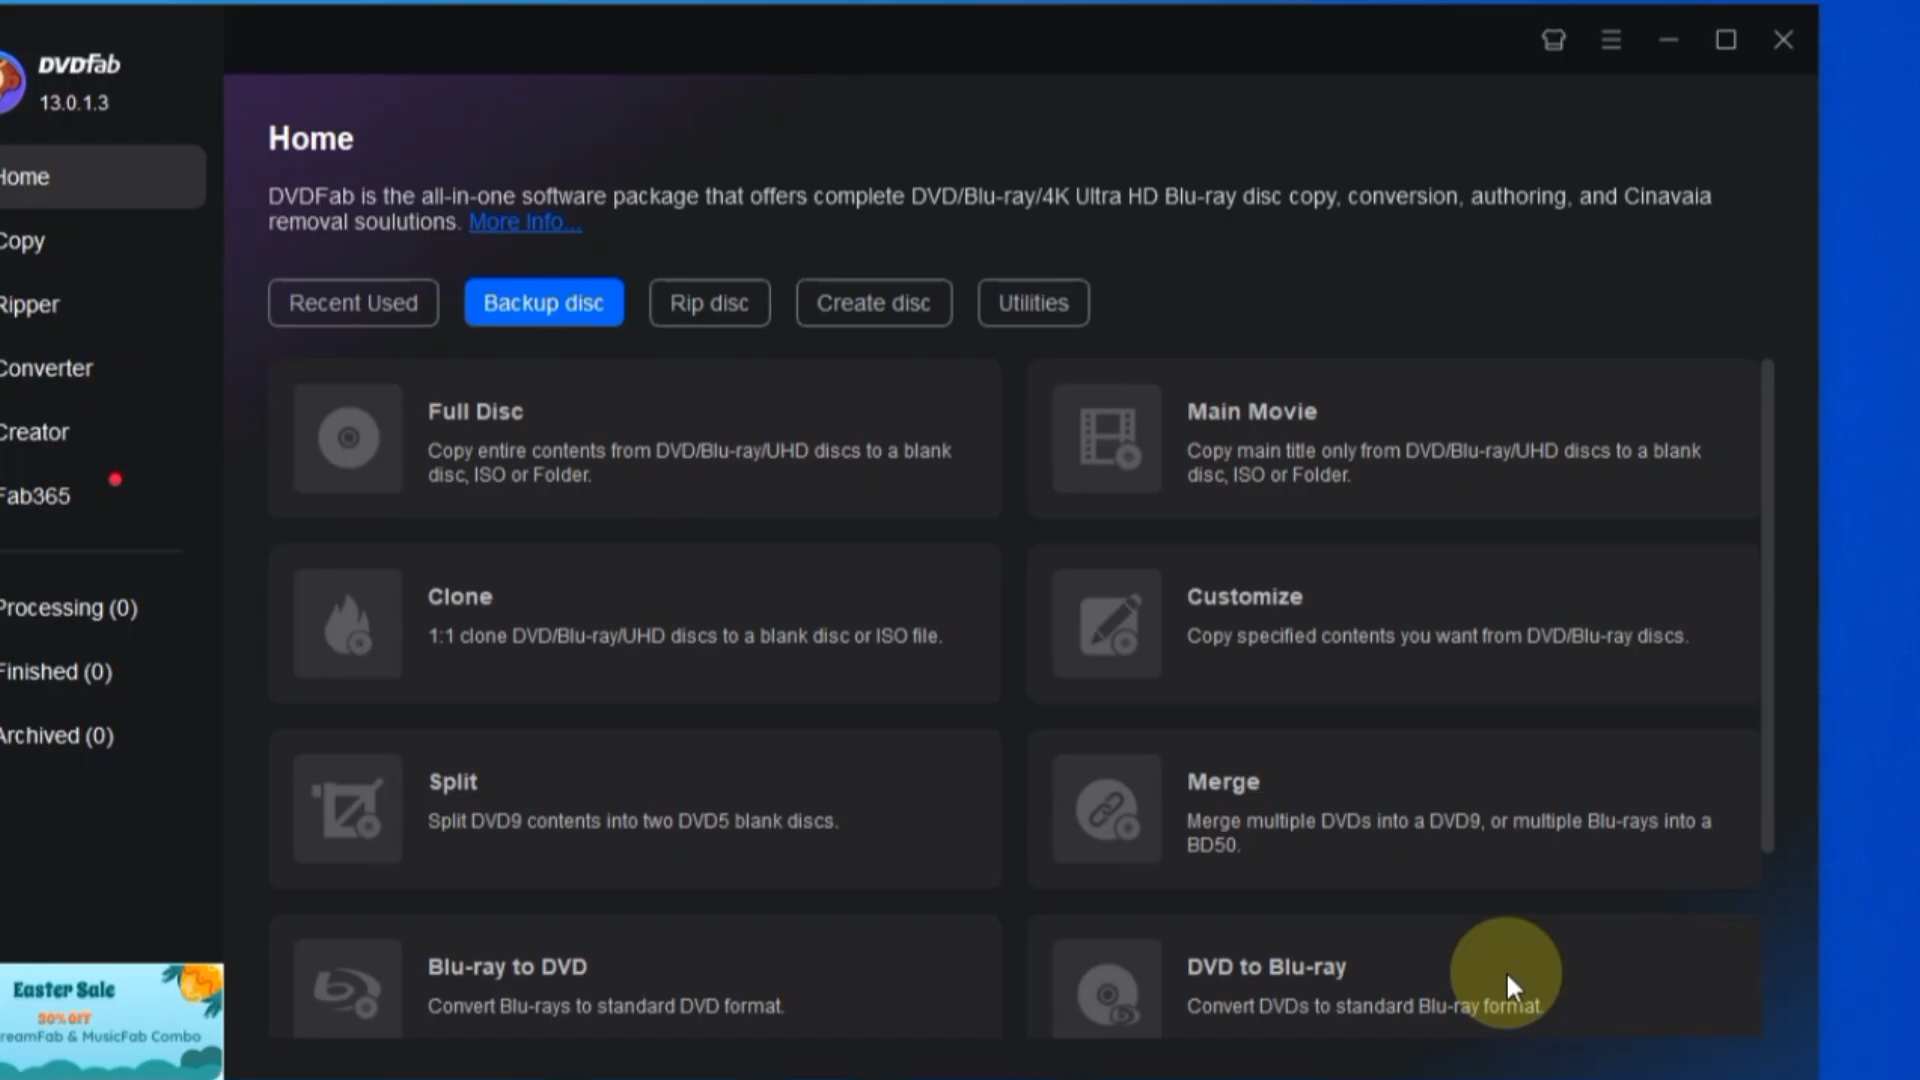 DVDFab
13.0.1.3
Home
Copy
Ripper
Converter
Creator
Fab365
Processing (0)
Finished (0)
Archived (0)
Easter Sale
30% OFF
reamFab & MusicFab Combo
Home
DVDFab is the all-in-one software package that offers complete DVD/Blu-ray/4K Ultra HD Blu-ray disc copy, conversion, authoring, and Cinavaia
removal soulutions. More Info...
Recent Used
Backup disc
Rip disc
Create disc
Utilities
Full Disc
Copy entire contents from DVD/Blu-ray/UHD discs to a blank
disc, ISO or Folder.
Main Movie
Copy main title only from DVD/Blu-ray/UHD discs to a blank
disc, ISO or Folder.
Clone
1:1 clone DVD/Blu-ray/UHD discs to a blank disc or ISO file.
Customize
Copy specified contents you want from DVD/Blu-ray discs.
Split
Split DVD9 contents into two DVD5 blank discs.
Merge
Merge multiple DVDs into a DVD9, or multiple Blu-rays into a
BD50.
Blu-ray to DVD
Convert Blu-rays to standard DVD format.
DVD to Blu-ray
Convert DVDs to standard Blu-ray format.